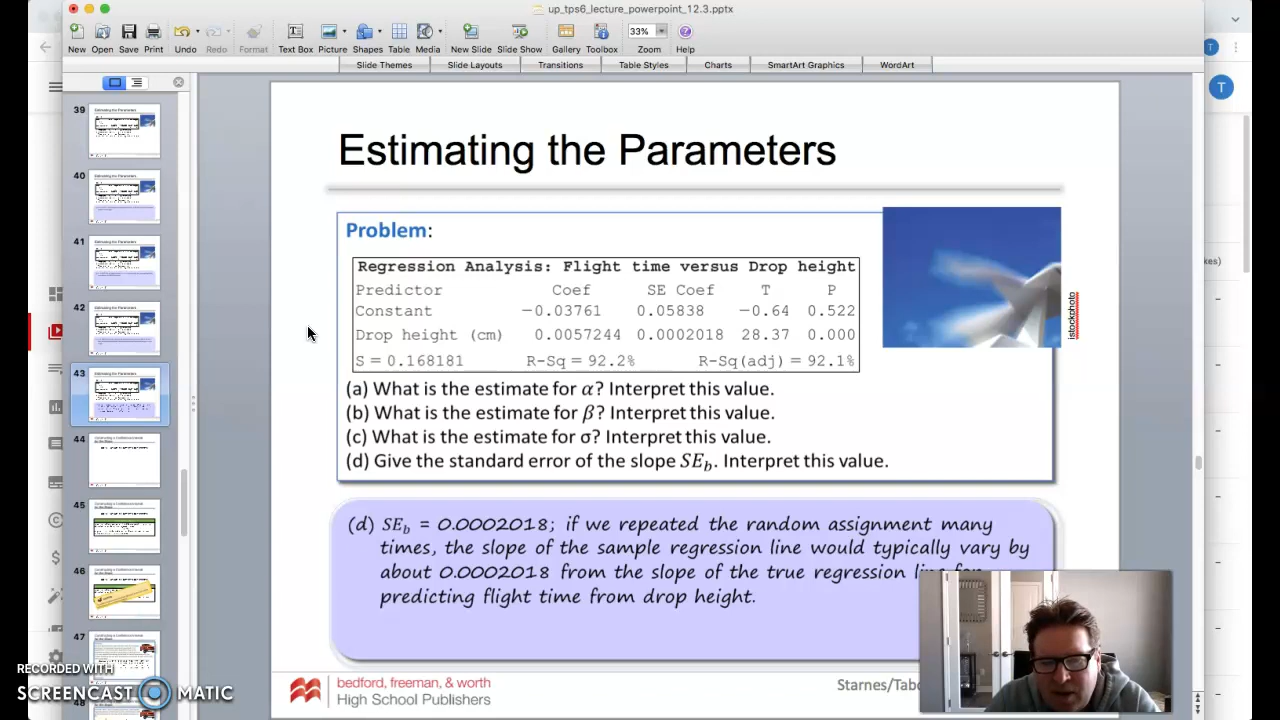 up_tps6_lecture_powerpoint_12.3.pptx
33%
New Open Save Print Undo Redo Format Text Box Picture Shapes Table Media New Slide Slide Show Gallery Toolbox Zoom Help
Slide Themes Slide Layouts Transitions Table Styles Charts SmartArt Graphics WordArt
T
T
39
40
41
42
43
44
45
46
47
48
Estimating the Parameters
Problem:
Regression Analysis: Flight time versus Drop height
Predictor Coef SE Coef T P
Constant −0.03761 0.05838 −0.64 0.522
Drop height (cm) 0.0057244 0.0002018 28.37 0.000
S = 0.168181 R-Sq = 92.2% R-Sq(adj) = 92.1%
istockphoto
(a) What is the estimate for α? Interpret this value.
(b) What is the estimate for β? Interpret this value.
(c) What is the estimate for σ? Interpret this value.
(d) Give the standard error of the slope SE_b. Interpret this value.
(d) SE_b = 0.0002018; if we repeated the random assignment many
times, the slope of the sample regression line would typically vary by
about 0.0002018 from the slope of the true regression
predicting flight time from drop height.
bedford, freeman, & worth
High School Publishers
Starnes/Tabo
RECORDED WITH
SCREENCAST MATIC